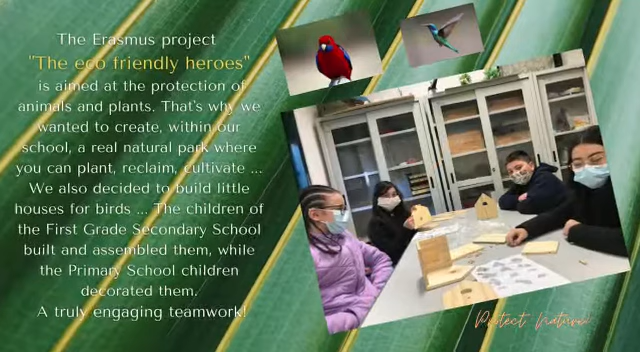 The Erasmus project
"The eco friendly heroes"
is aimed at the protection of
animals and plants. That's why we
wanted to create, within our
school, a real natural park where
you can plant, reclaim, cultivate ...
We also decided to build little
houses for birds ... The children of
the First Grade Secondary School
built and assembled them, while
the Primary School children
decorated them.
A truly engaging teamwork!
Protect Nature!